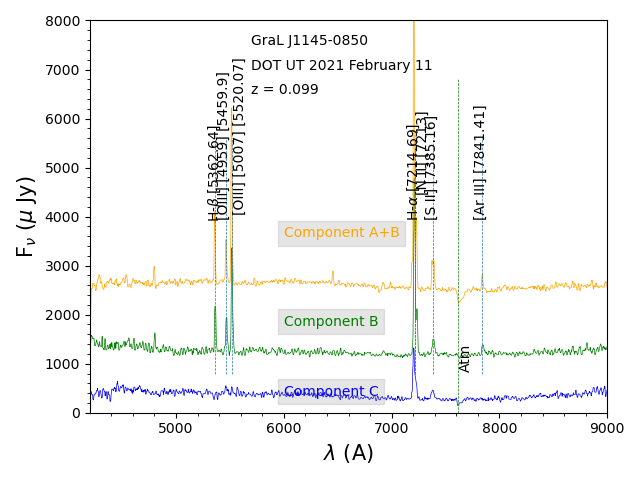 GraL J1145-0850
DOT UT 2021 February 11
z = 0.099
H-β [5362.64]
[OIII] [4959] [5459.9]
[OIII] [5007] [5520.07]
H-α [7214.69]
[S II] [7385.16]
[Ar III] [7841.41]
Component A+B
Component B
Component C
Atm
8000
7000
6000
5000
4000
3000
2000
1000
0
5000
6000
7000
8000
9000
Fν (μ Jy)
λ (A)